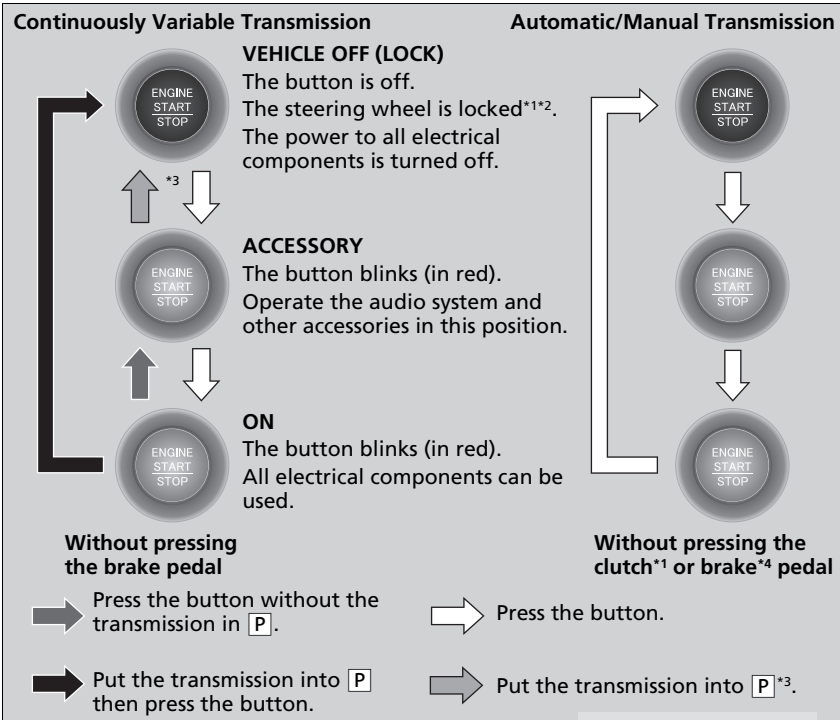 Continuously Variable Transmission
Automatic/Manual Transmission
ENGINE
START
STOP
VEHICLE OFF (LOCK)
The button is off.
The steering wheel is locked*1*2.
The power to all electrical
components is turned off.
ENGINE
START
STOP
*3
ENGINE
START
STOP
ACCESSORY
The button blinks (in red).
Operate the audio system and
other accessories in this position.
ENGINE
START
STOP
ENGINE
START
STOP
ON
The button blinks (in red).
All electrical components can be
used.
ENGINE
START
STOP
Without pressing
the brake pedal
Without pressing the
clutch*1 or brake*4 pedal
Press the button without the
transmission in P.
Press the button.
Put the transmission into P
then press the button.
Put the transmission into P*3.